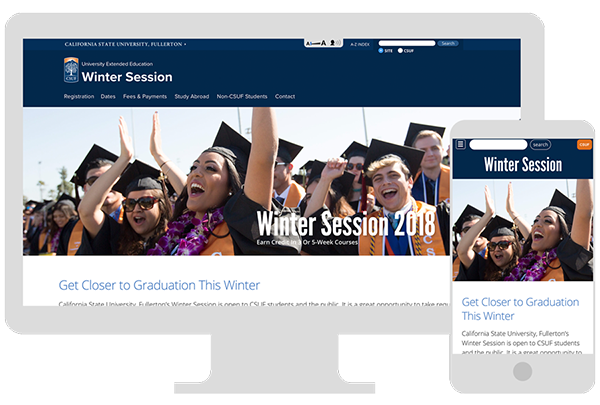 CALIFORNIA STATE UNIVERSITY, FULLERTON
A A A-Z INDEX Search
SITE CSUF
CSUF
University Extended Education
Winter Session
Registration Dates Fees & Payments Study Abroad Non-CSUF Students Contact
Winter Session 2018
Earn Credit in 3 Or 5-Week Courses
Get Closer to Graduation This Winter
California State University, Fullerton's Winter Session is open to CSUF students and the public. It is a great opportunity to take
search CSUF
Winter Session
Get Closer to Graduation
This Winter
California State University, Fullerton's
Winter Session is open to CSUF students
and the public. It is a great opportunity to